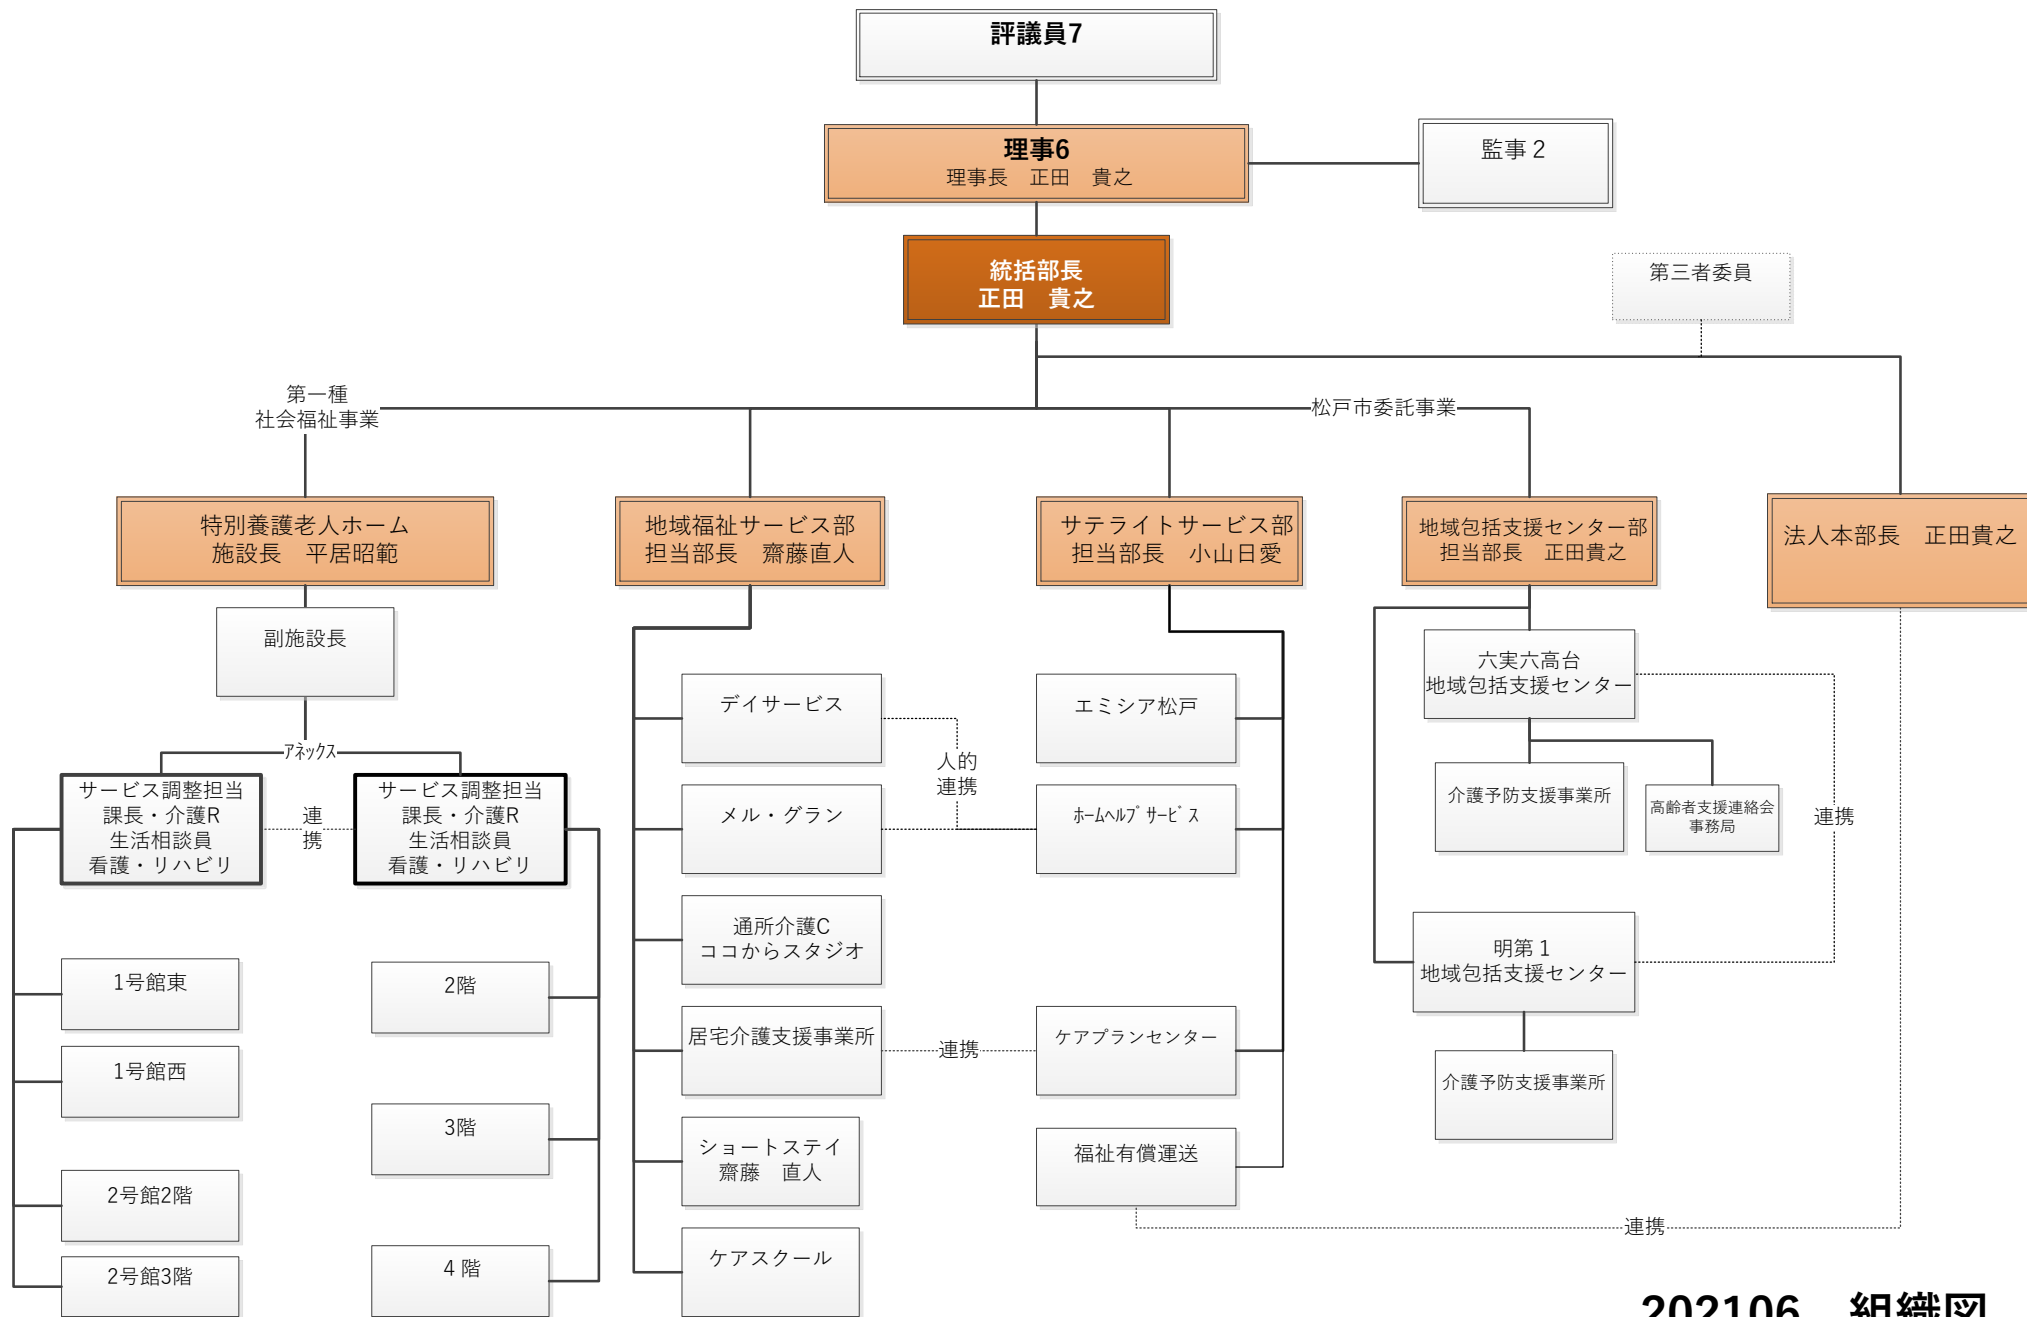 評議員7
理事6
理事長　正田　貴之
監事２
統括部長
正田　貴之
第三者委員
第一種
社会福祉事業
松戸市委託事業
特別養護老人ホーム
施設長　平居昭範
地域福祉サービス部
担当部長　齋藤直人
サテライトサービス部
担当部長　小山日愛
地域包括支援センター部
担当部長　正田貴之
法人本部長　正田貴之
副施設長
アネックス
サービス調整担当
課長・介護R
生活相談員
看護・リハビリ
連
携
サービス調整担当
課長・介護R
生活相談員
看護・リハビリ
1号館東
1号館西
2号館2階
2号館3階
2階
3階
４階
デイサービス
メル・グラン
通所介護C
ココからスタジオ
居宅介護支援事業所
ショートステイ
齋藤　直人
ケアスクール
人的
連携
連携
エミシア松戸
ホームヘルプサービス
ケアプランセンター
福祉有償運送
六実六高台
地域包括支援センター
介護予防支援事業所
高齢者支援連絡会
事務局
連携
明第１
地域包括支援センター
介護予防支援事業所
連携
202106　組織図